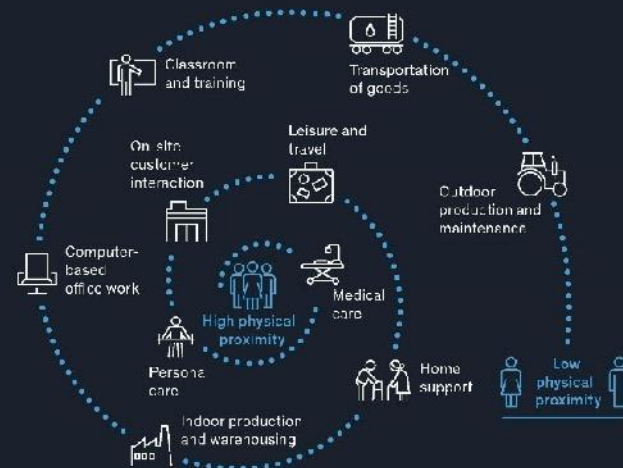 Classroom
and training
Transportation
of goods
Leisure and
travel
On-site
customer
interaction
Outdoor
production and
maintenance
Computer-
based
office work
High physical
proximity
Medical
care
Persona
care
Home
support
Low
physical
proximity
Indoor production
and warehousing